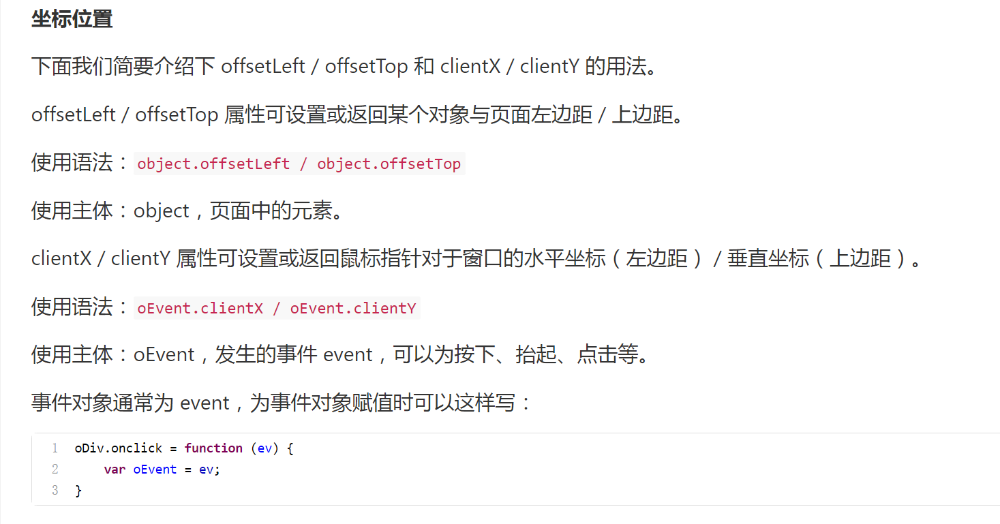 坐标位置
下面我们简要介绍下 offsetLeft / offsetTop 和 clientX / clientY 的用法。
offsetLeft / offsetTop 属性可设置或返回某个对象与页面左边距 / 上边距。
使用语法：object.offsetLeft / object.offsetTop
使用主体：object，页面中的元素。
clientX / clientY 属性可设置或返回鼠标指针对于窗口的水平坐标（左边距） / 垂直坐标（上边距）。
使用语法：oEvent.clientX / oEvent.clientY
使用主体：oEvent，发生的事件 event，可以为按下、抬起、点击等。
事件对象通常为 event，为事件对象赋值时可以这样写：
1 oDiv.onclick = function (ev) {
2     var oEvent = ev;
3 }